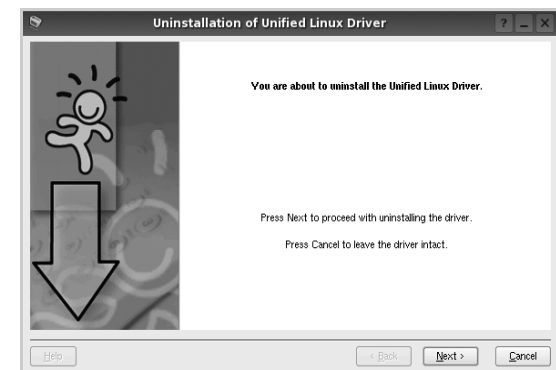 Uninstallation of Unified Linux Driver ? _ X
You are about to uninstall the Unified Linux Driver.
Press Next to proceed with uninstalling the driver.
Press Cancel to leave the driver intact.
Help < Back Next > Cancel